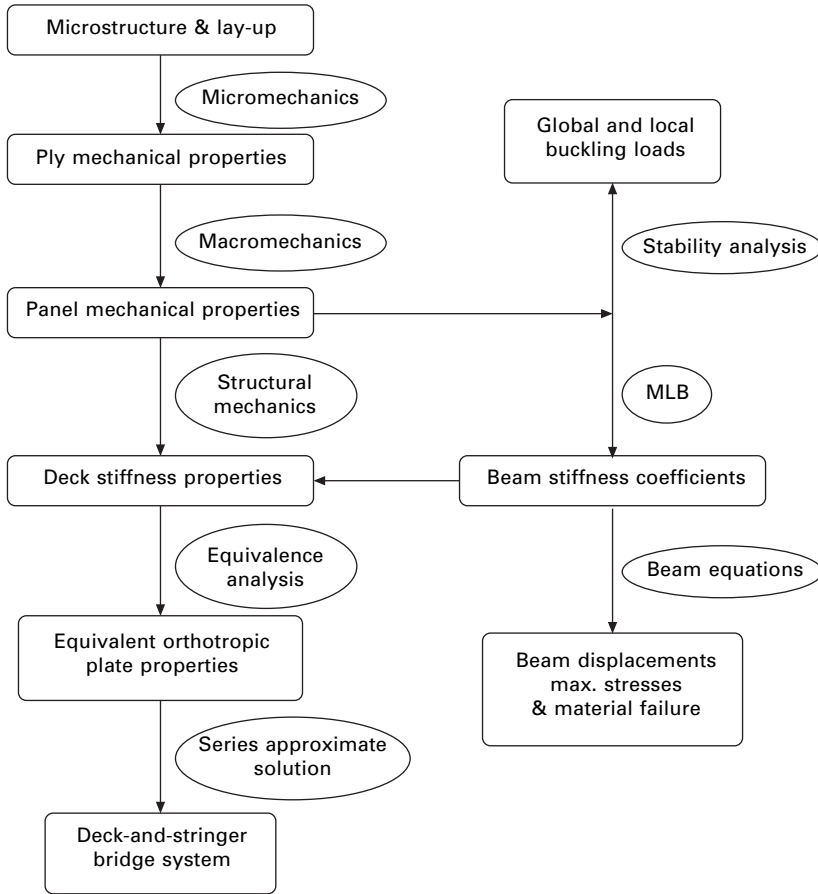 Microstructure & lay-up
Micromechanics
Ply mechanical properties
Macromechanics
Panel mechanical properties
Structural
mechanics
Deck stiffness properties
Equivalence
analysis
Equivalent orthotropic
plate properties
Series approximate
solution
Deck-and-stringer
bridge system
Global and local
buckling loads
Stability analysis
MLB
Beam stiffness coefficients
Beam equations
Beam displacements
max. stresses
& material failure